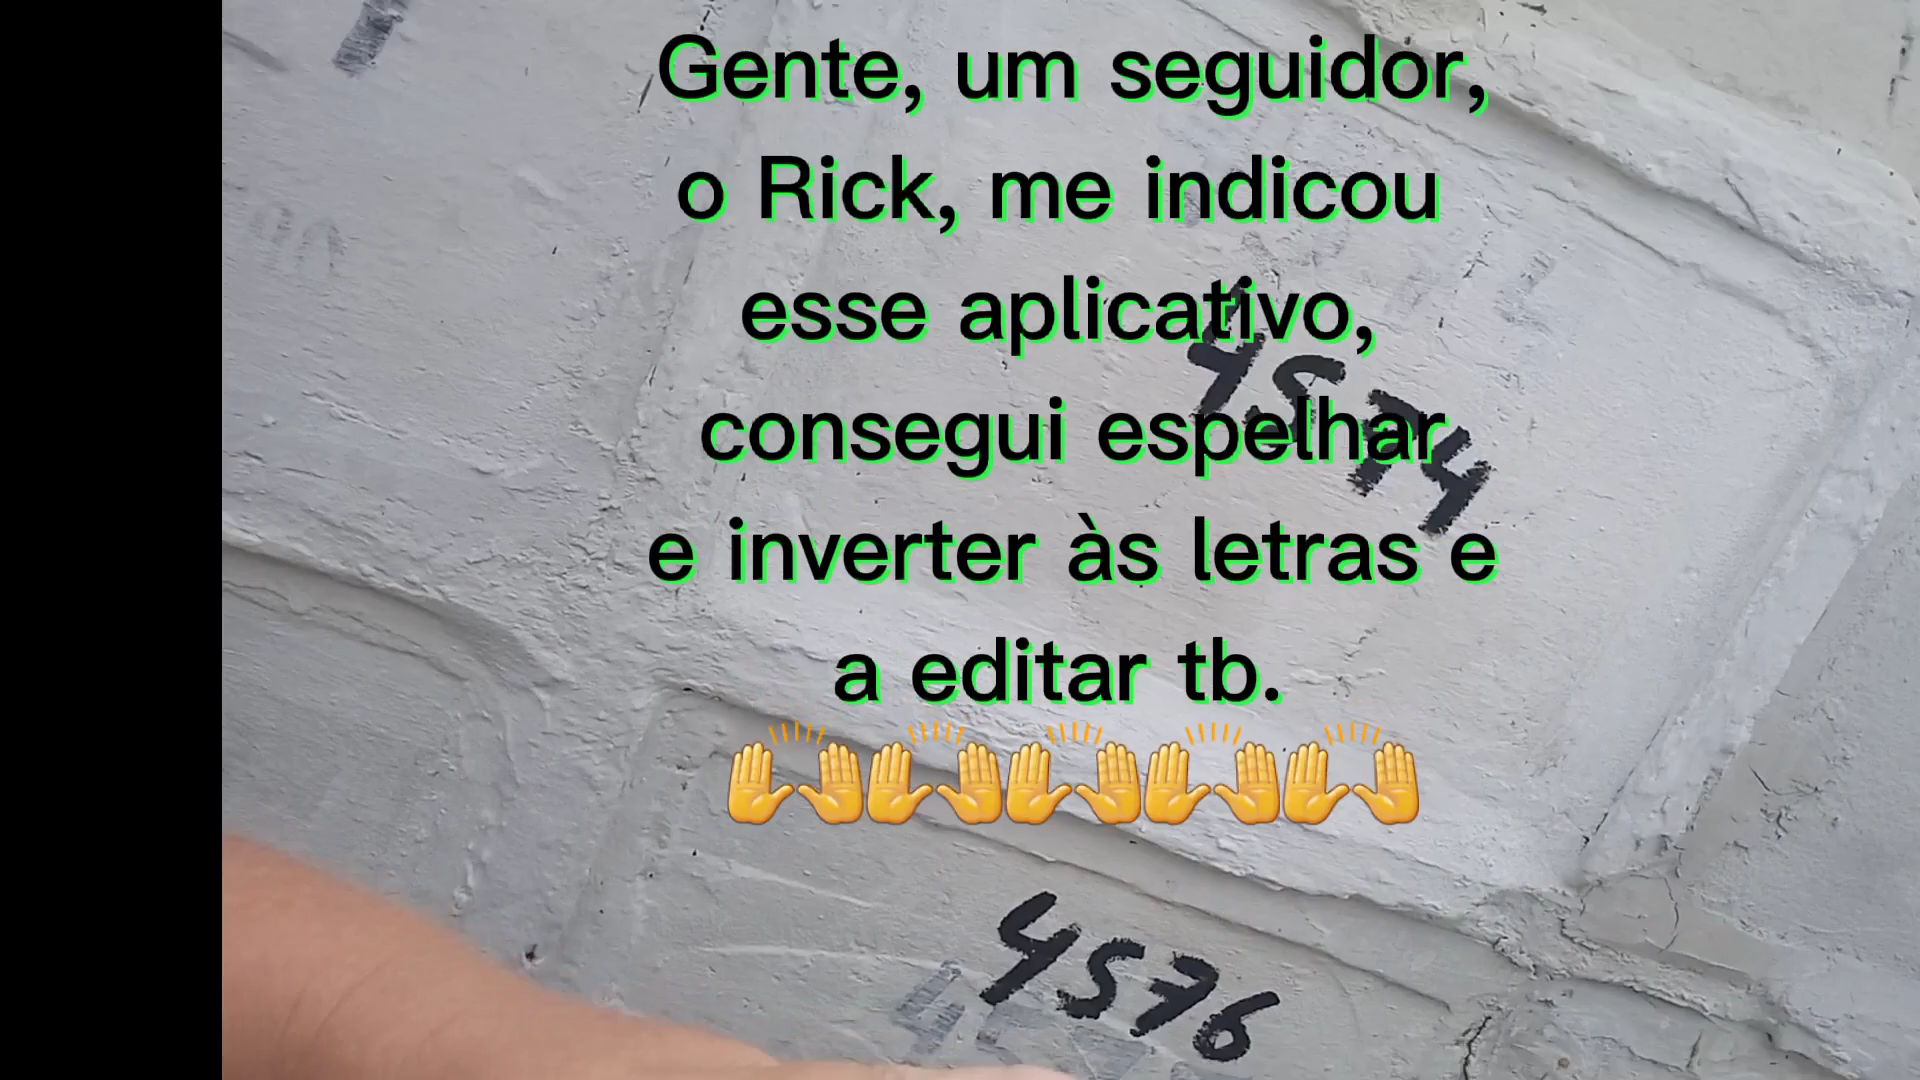 Gente, um seguidor,
o Rick, me indicou
esse aplicativo,
4574
consegui espelhar
e inverter às letras e
a editar tb.
🙌🙌🙌🙌🙌
4576